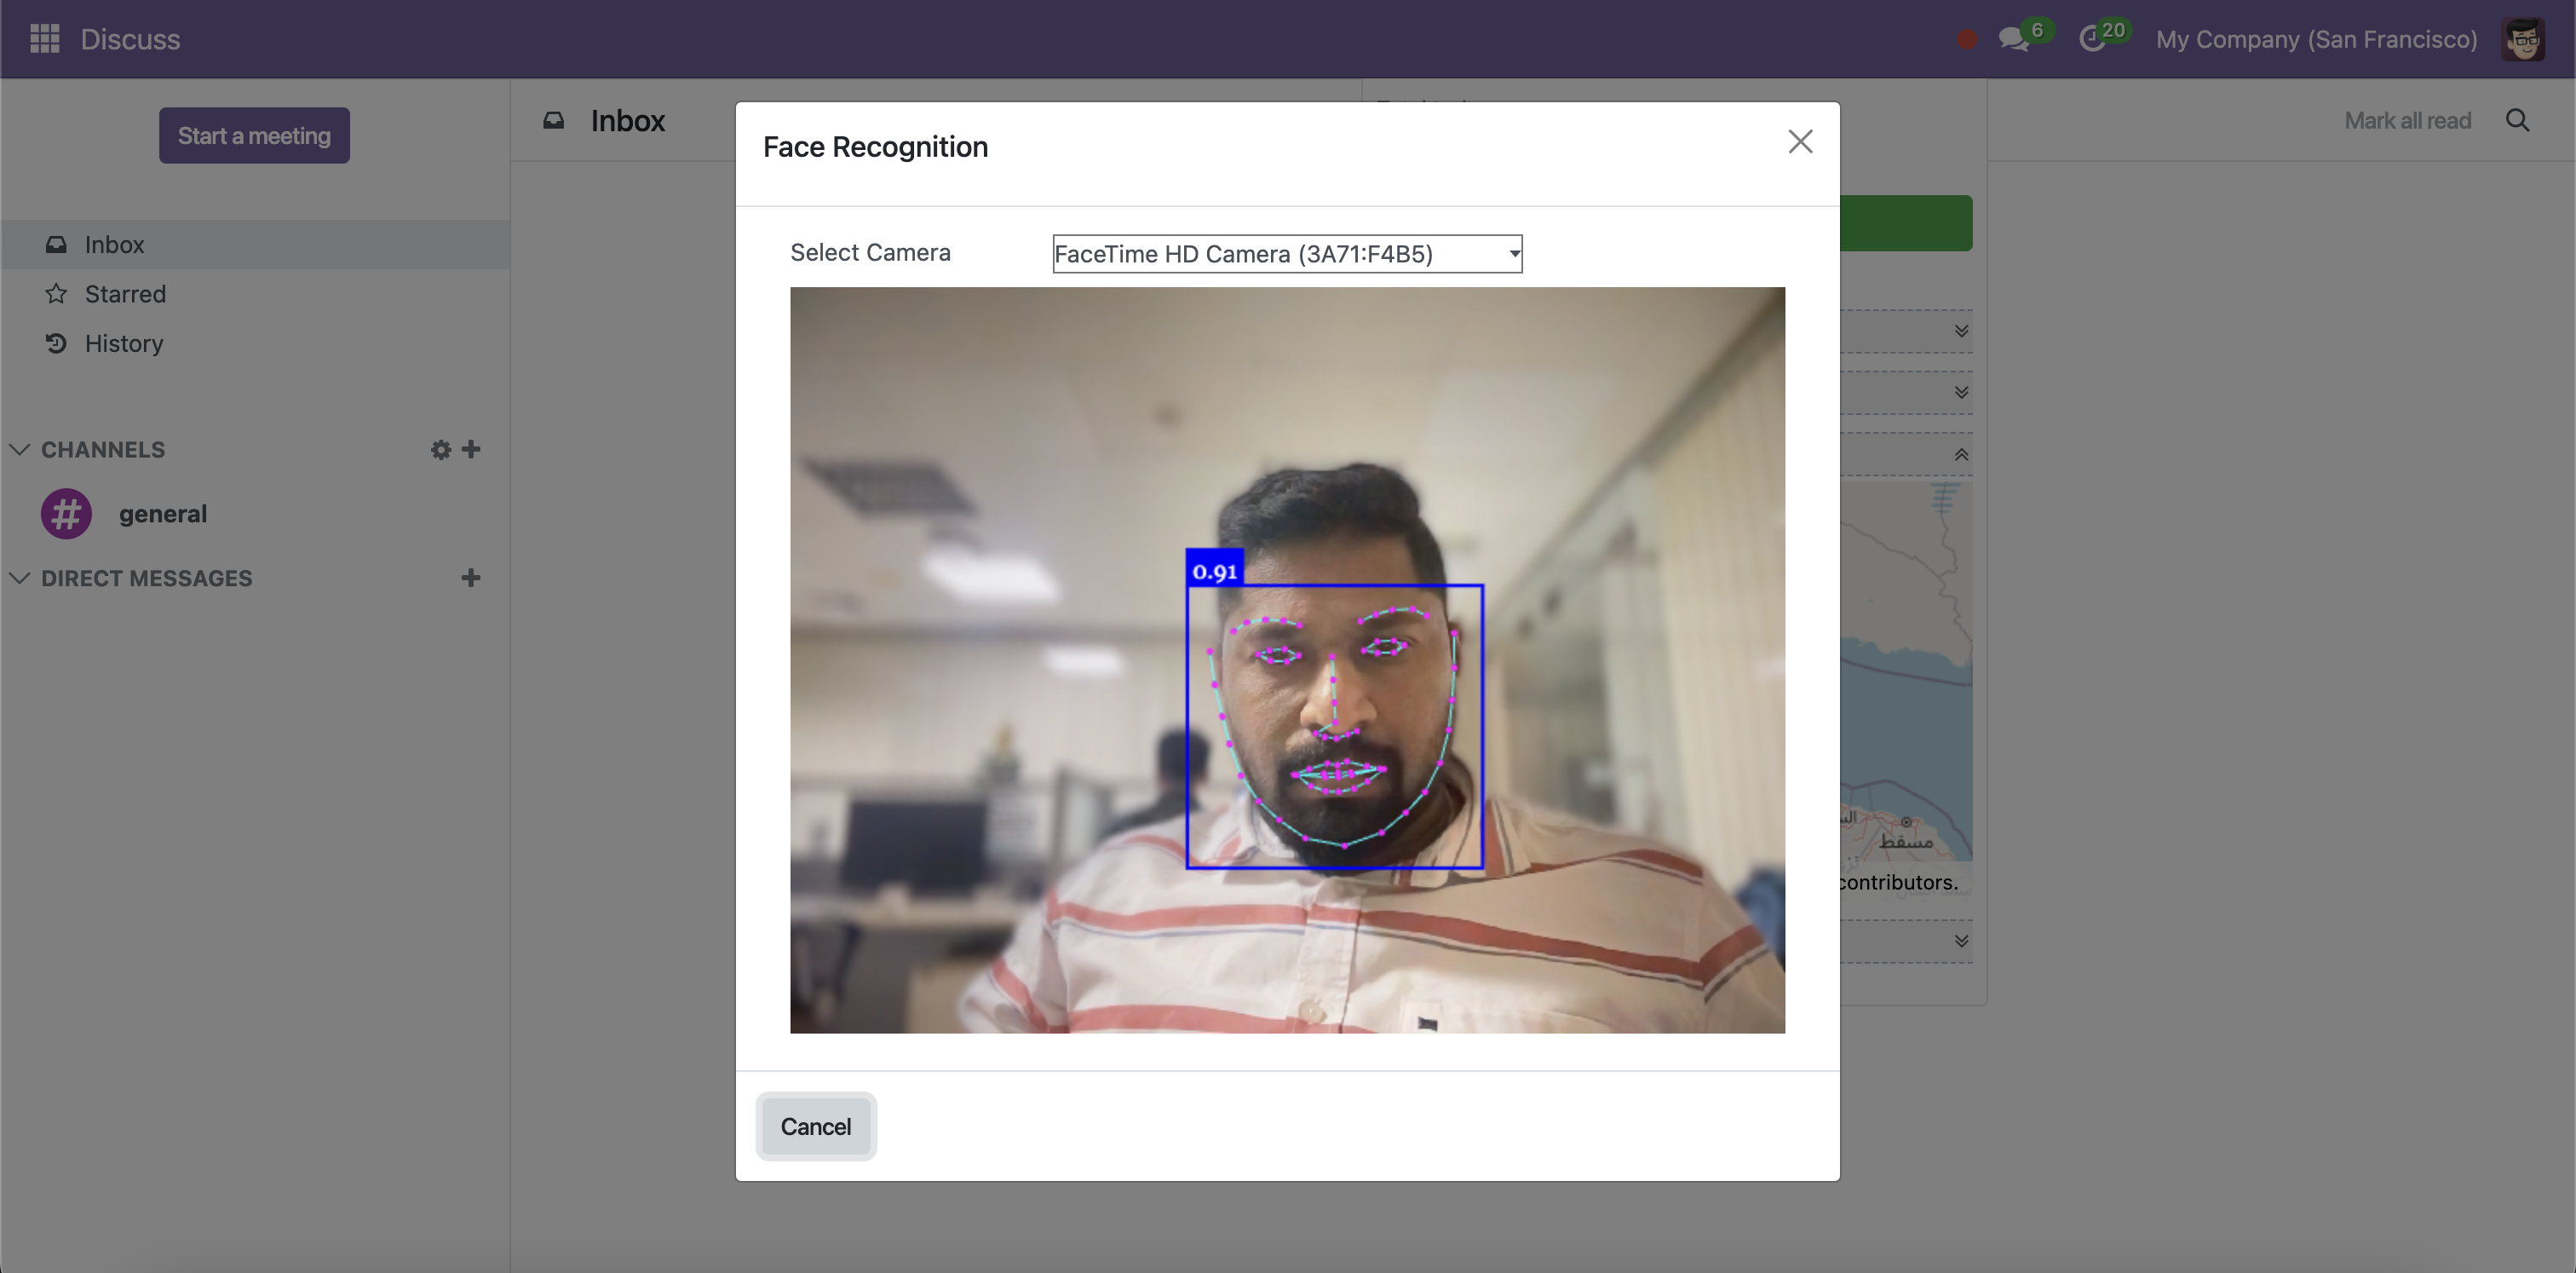 Discuss
6
20
My Company (San Francisco)
Start a meeting
Inbox
Mark all read
Inbox
Starred
History
CHANNELS
general
DIRECT MESSAGES
Face Recognition
Select Camera
FaceTime HD Camera (3A71:F4B5)
0.91
Cancel
مسقط
contributors.